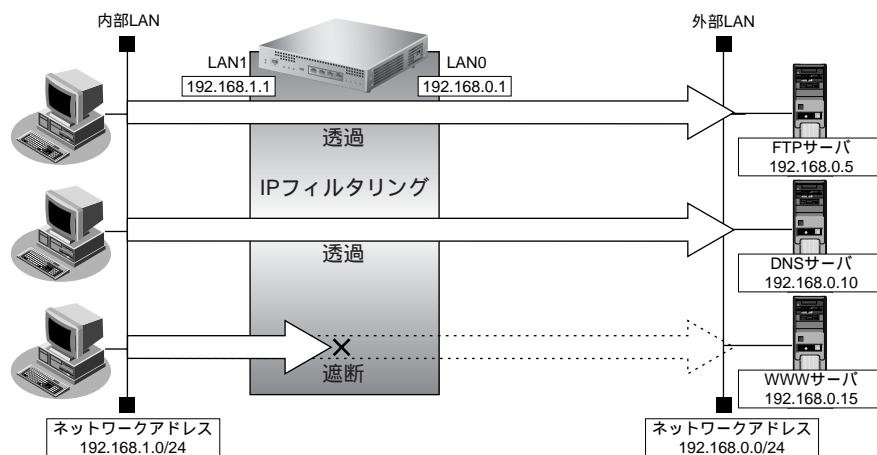 内部LAN
外部LAN
LAN1
LAN0
192.168.1.1
192.168.0.1
透過
FTPサーバ
192.168.0.5
IPフィルタリング
透過
DNSサーバ
192.168.0.10
遮断
WWWサーバ
192.168.0.15
ネットワークアドレス
192.168.1.0/24
ネットワークアドレス
192.168.0.0/24